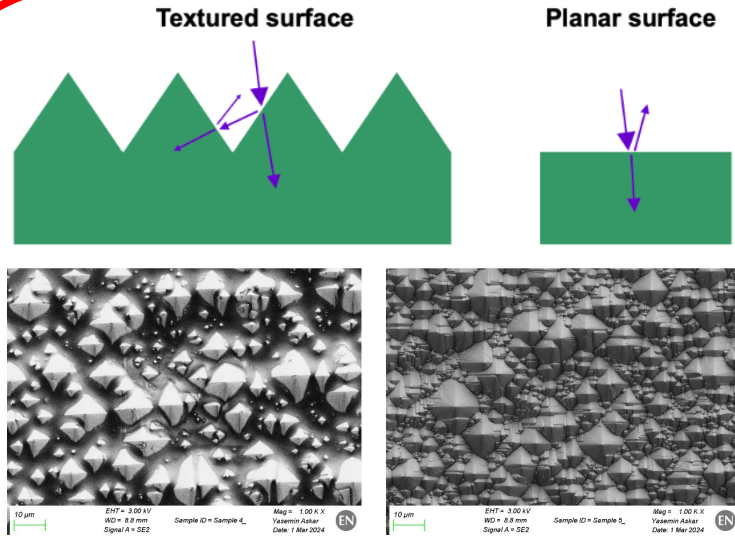 Textured surface
Planar surface
10 µm
EHT = 3.00 kV
WD = 8.8 mm
Signal A = SE2
Sample ID = Sample 4_
Mag = 1.00 K X
Yasemin Askar
Date: 1 Mar 2024
EN
10 µm
EHT = 3.00 kV
WD = 8.8 mm
Signal A = SE2
Sample ID = Sample 5_
Mag = 1.00 K X
Yasemin Askar
Date: 1 Mar 2024
EN